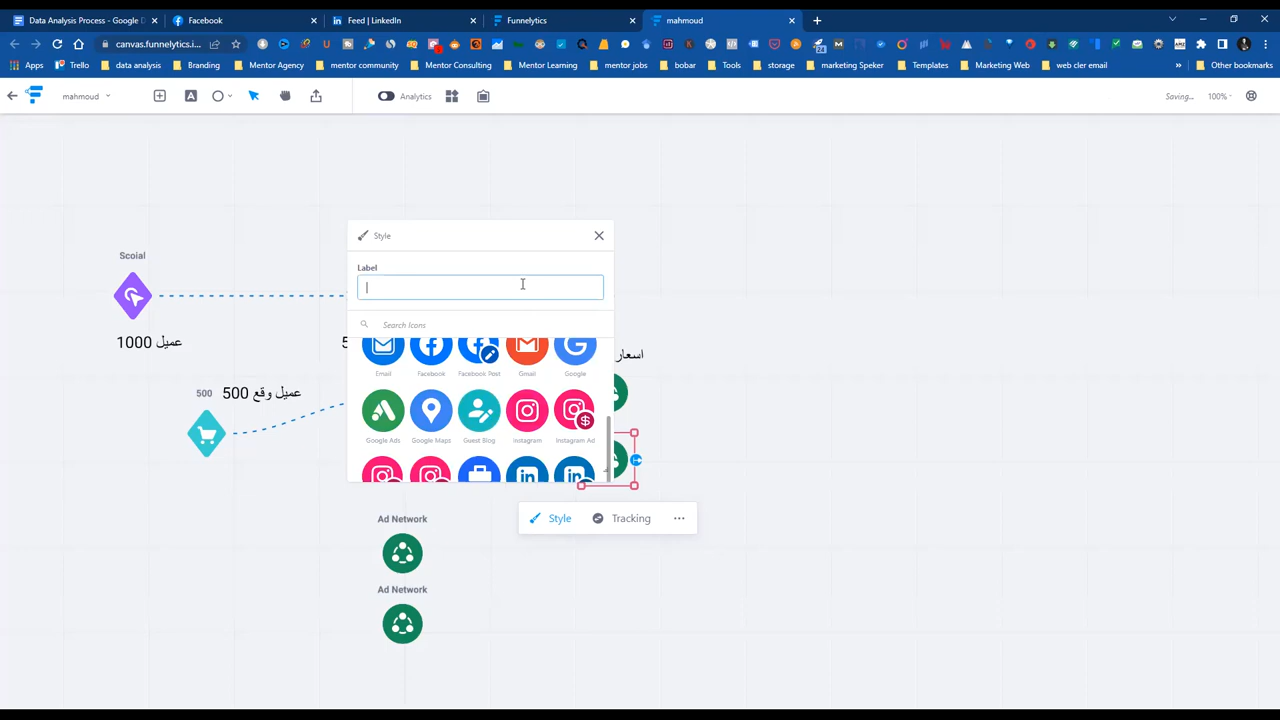 Data Analysis Process - Google D
Facebook
Feed | LinkedIn
Funnelytics
mahmoud
canvas.funnelytics.i...
Apps
Trello
data analysis
Branding
Mentor Agency
mentor community
Mentor Consulting
Mentor Learning
mentor jobs
bobar
Tools
storage
marketing Speker
Templates
Marketing Web
web cler email
Other bookmarks
mahmoud
Analytics
Saving...
100%
Style
Label
Search Icons
Email
Facebook
Facebook Post
Gmail
Google
Google Ads
Google Maps
Guest Blog
Instagram
Instagram Ad
Scoial
1000 عميل
5
اسعار
500
500 عميل وقع
Style
Tracking
Ad Network
Ad Network